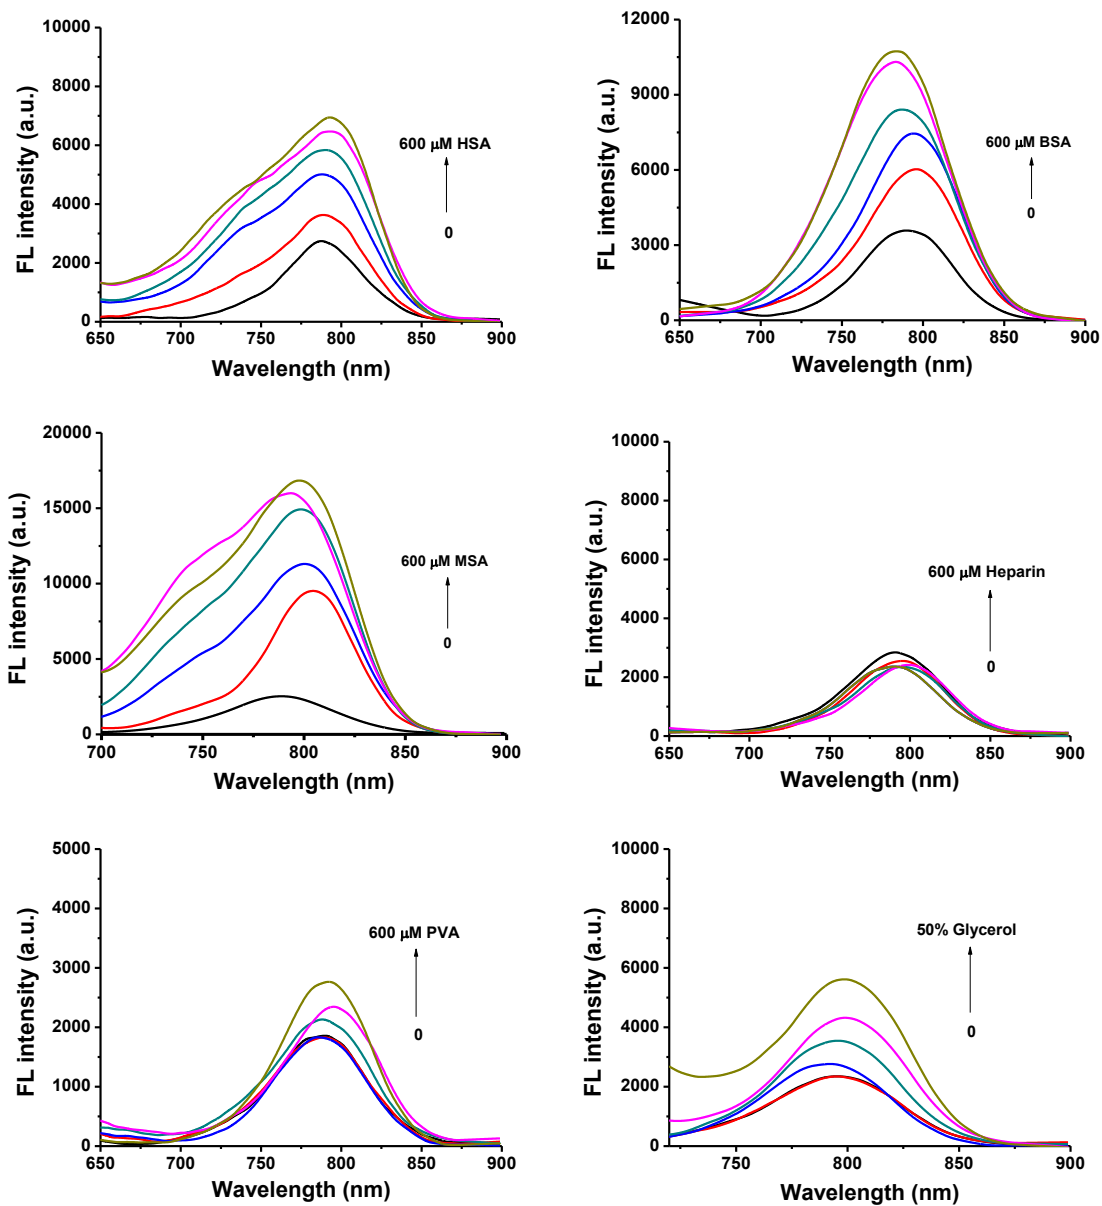 10000
8000
6000
4000
2000
0
FL intensity (a.u.)
600 μM HSA
0
650 700 750 800 850 900
Wavelength (nm)
12000
9000
6000
3000
0
FL intensity (a.u.)
600 μM BSA
0
650 700 750 800 850 900
Wavelength (nm)
20000
15000
10000
5000
0
FL intensity (a.u.)
600 μM MSA
0
700 750 800 850 900
Wavelength (nm)
10000
8000
6000
4000
2000
0
FL intensity (a.u.)
600 μM Heparin
0
650 700 750 800 850 900
Wavelength (nm)
5000
4000
3000
2000
1000
0
FL intensity (a.u.)
600 μM PVA
0
650 700 750 800 850 900
Wavelength (nm)
10000
8000
6000
4000
2000
0
FL intensity (a.u.)
50% Glycerol
0
750 800 850 900
Wavelength (nm)